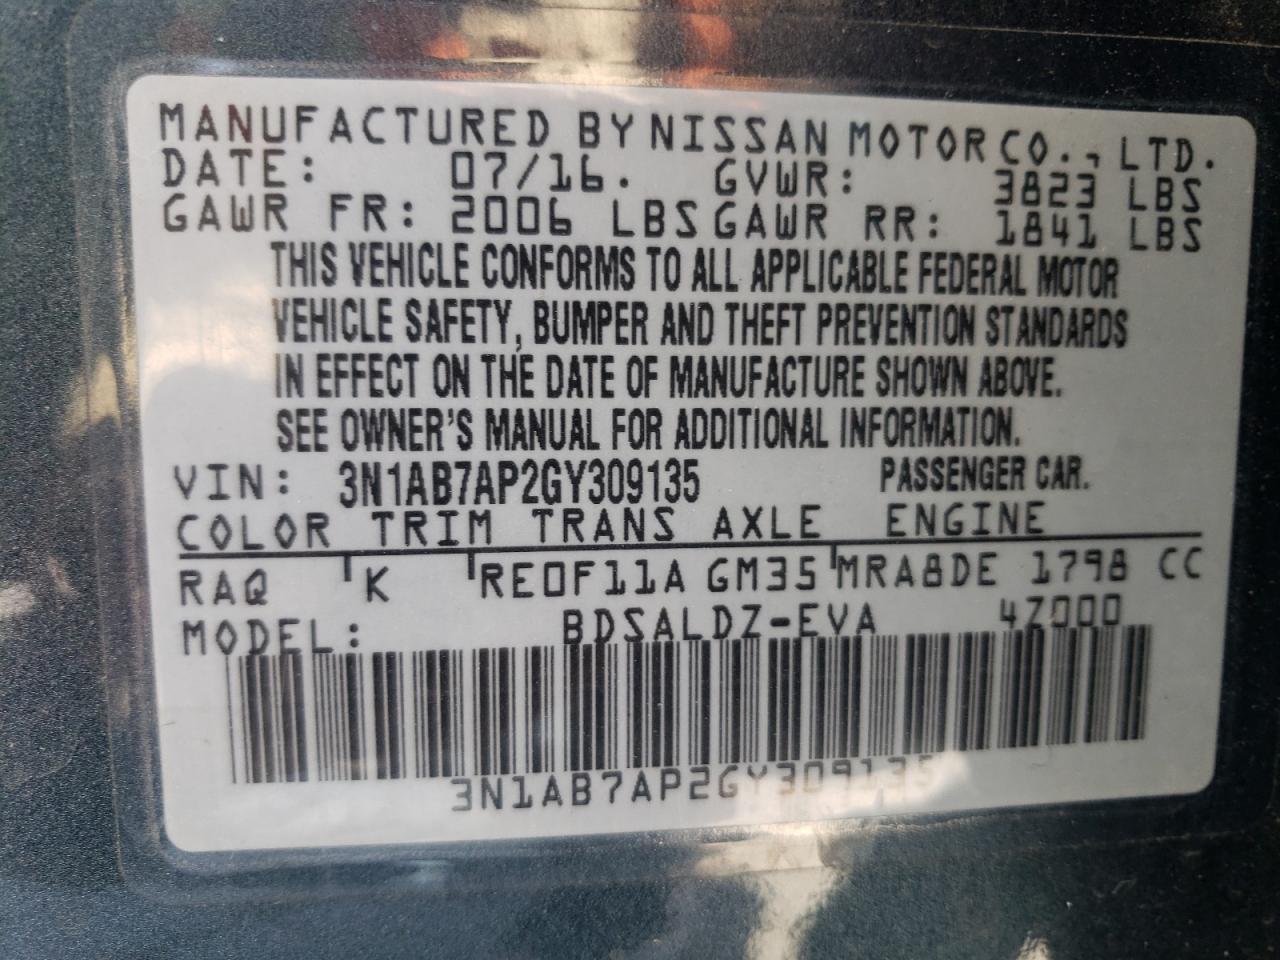 MANUFACTURED BY NISSAN MOTOR CO., LTD.
DATE: 07/16. GVWR: 3823 LBS
GAWR FR: 2006 LBS GAWR RR: 1841 LBS
THIS VEHICLE CONFORMS TO ALL APPLICABLE FEDERAL MOTOR
VEHICLE SAFETY, BUMPER AND THEFT PREVENTION STANDARDS
IN EFFECT ON THE DATE OF MANUFACTURE SHOWN ABOVE.
SEE OWNER'S MANUAL FOR ADDITIONAL INFORMATION.
VIN: 3N1AB7AP2GY309135 PASSENGER CAR.
COLOR TRIM TRANS AXLE ENGINE
RAQ K RE0F11A GM35 MRA8DE 1798 CC
MODEL: BDSALDZ-EVA 4Z000
3N1AB7AP2GY309135